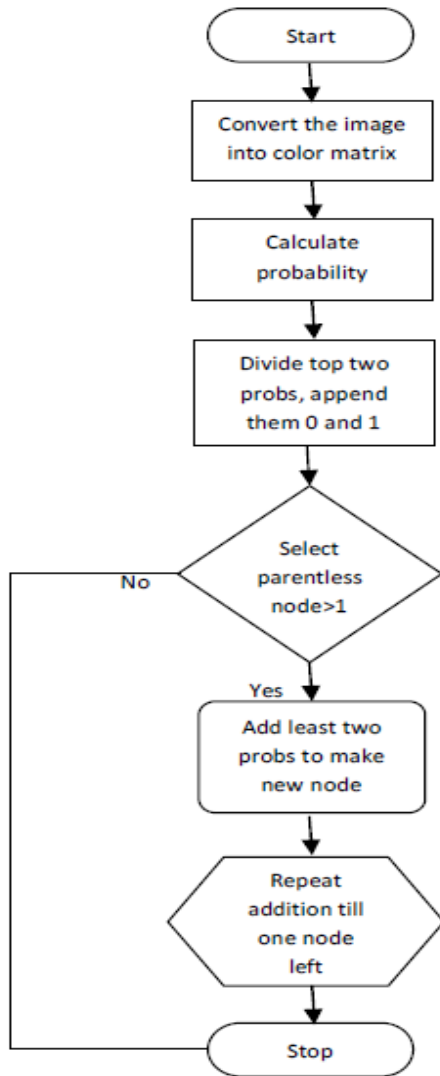 Start
Convert the image
into color matrix
Calculate
probability
Divide top two
probs, append
them 0 and 1
Select
parentless
node>1
No
Yes
Add least two
probs to make
new node
Repeat
addition till
one node
left
Stop